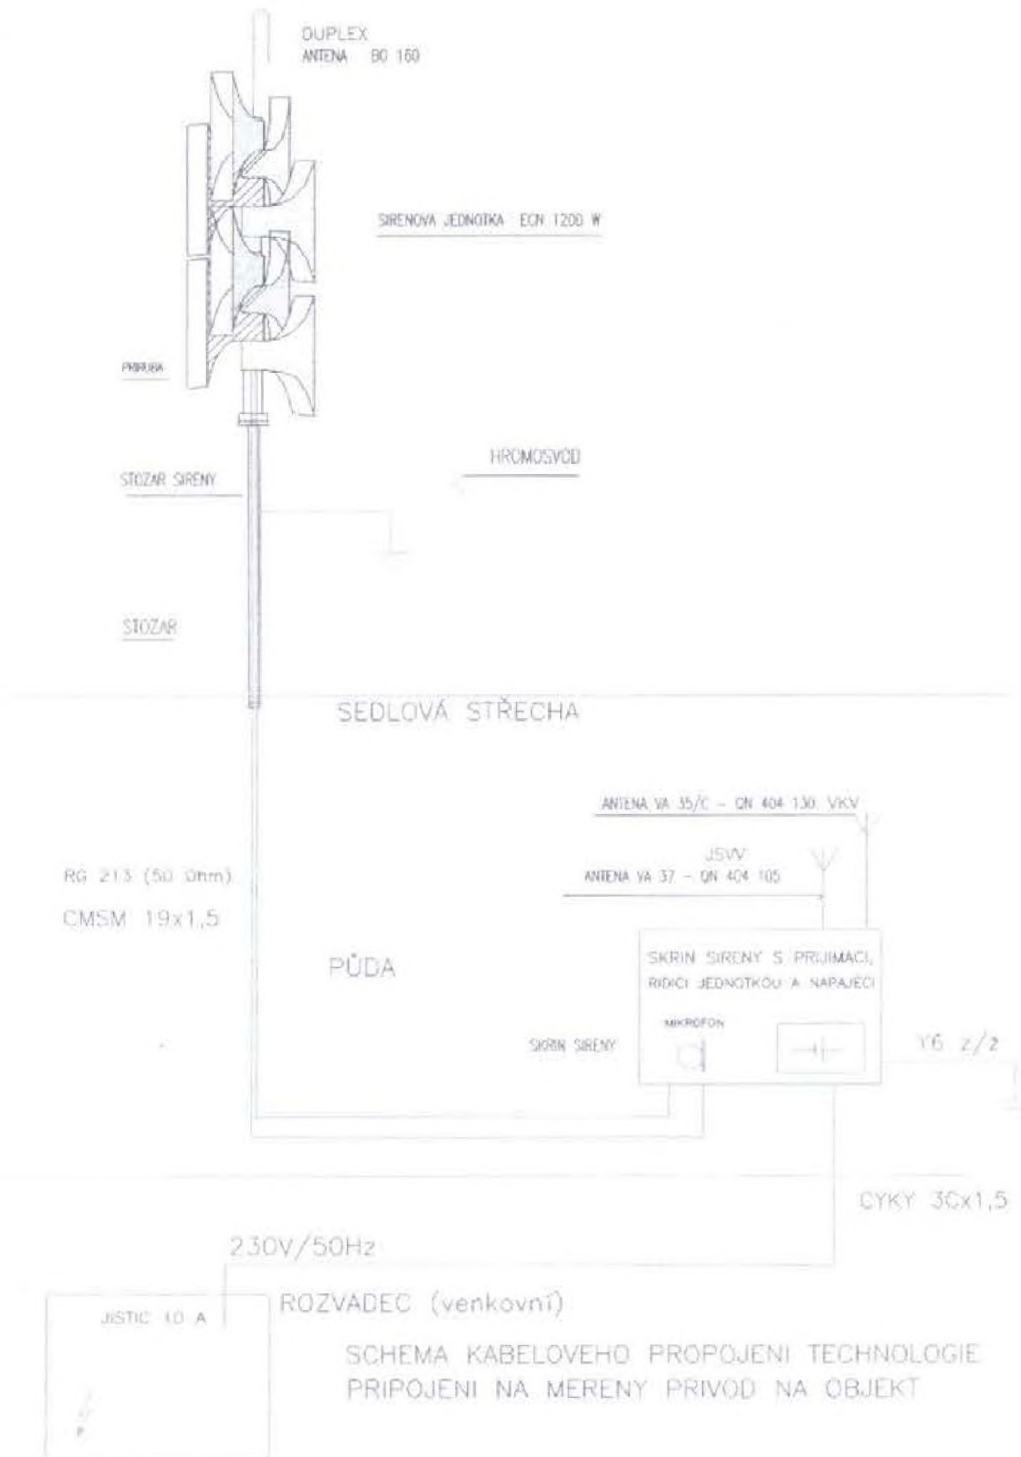 DUPLEX
ANTENA BO 160
SIRENOVA JEDNOTKA ECN 1200 W
PRIRUBA
HROMOSVOD
STOZAR SIRENY
STOZAR
SEDLOVÁ STŘECHA
ANTENA VA 35/C - QN 404 130 VKV
JSVV
ANTENA VA 37 - QN 404 105
RG 213 (50 Ohm)
CMSM 19x1,5
PŮDA
SKRIN SIRENY S PRIJIMACI,
RIDICI JEDNOTKOU A NAPAJECI
MIKROFON
SKRIN SIRENY
Y6 z/ž
CYKY 3Cx1,5
230V/50Hz
ROZVADEC (venkovní)
JISTIC 10 A
SCHEMA KABELOVEHO PROPOJENI TECHNOLOGIE
PRIPOJENI NA MERENY PRIVOD NA OBJEKT